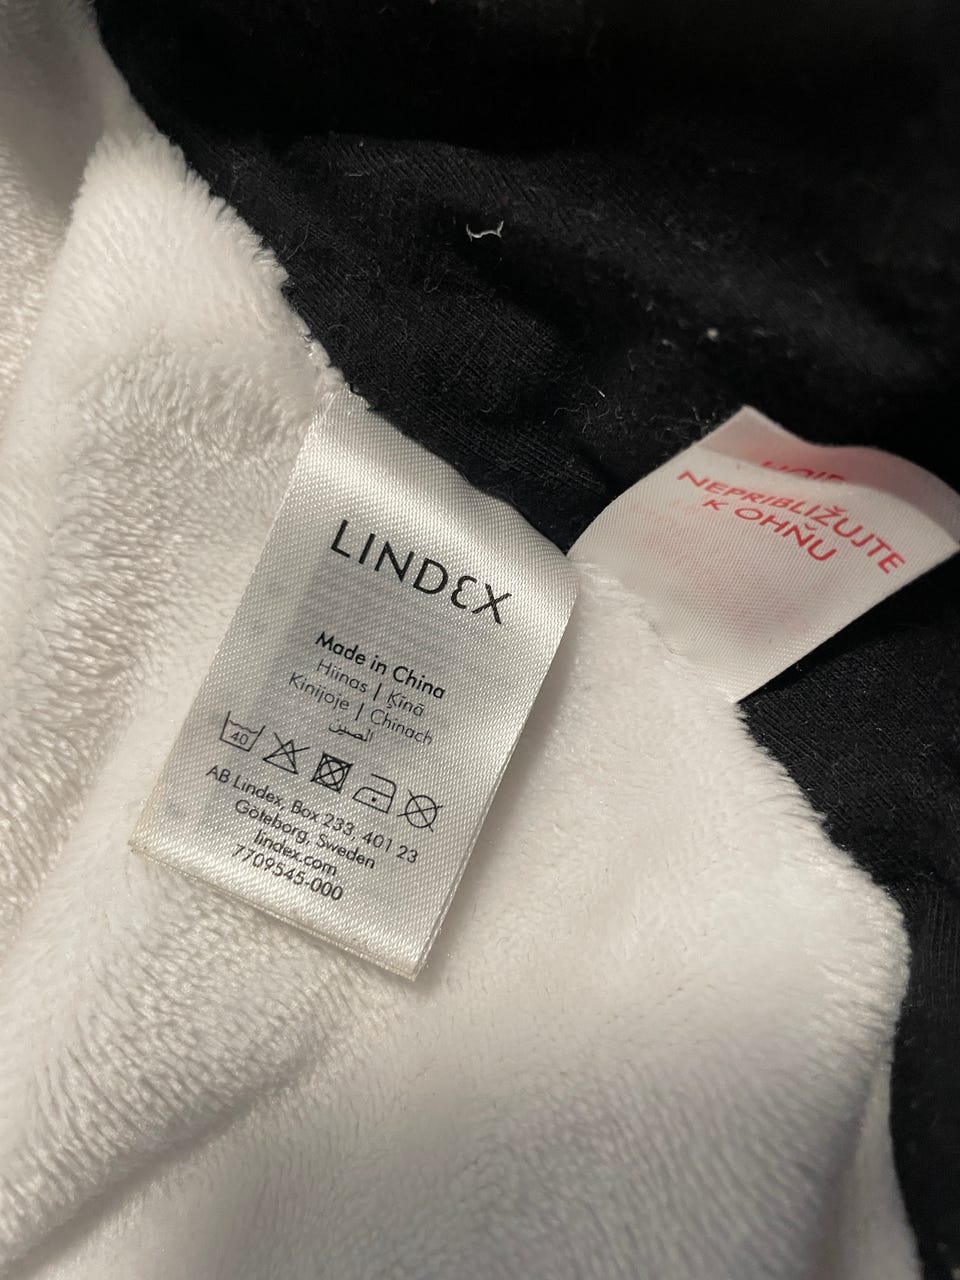 LINDEX
Made in China
Hiinas | Ķīnā
Kinijoje | Chinach
الصين
40
AB Lindex, Box 233, 401 23
Göteborg, Sweden
lindex.com
7709545-000
NEPRIBLIŽUJTE
K OHŇU